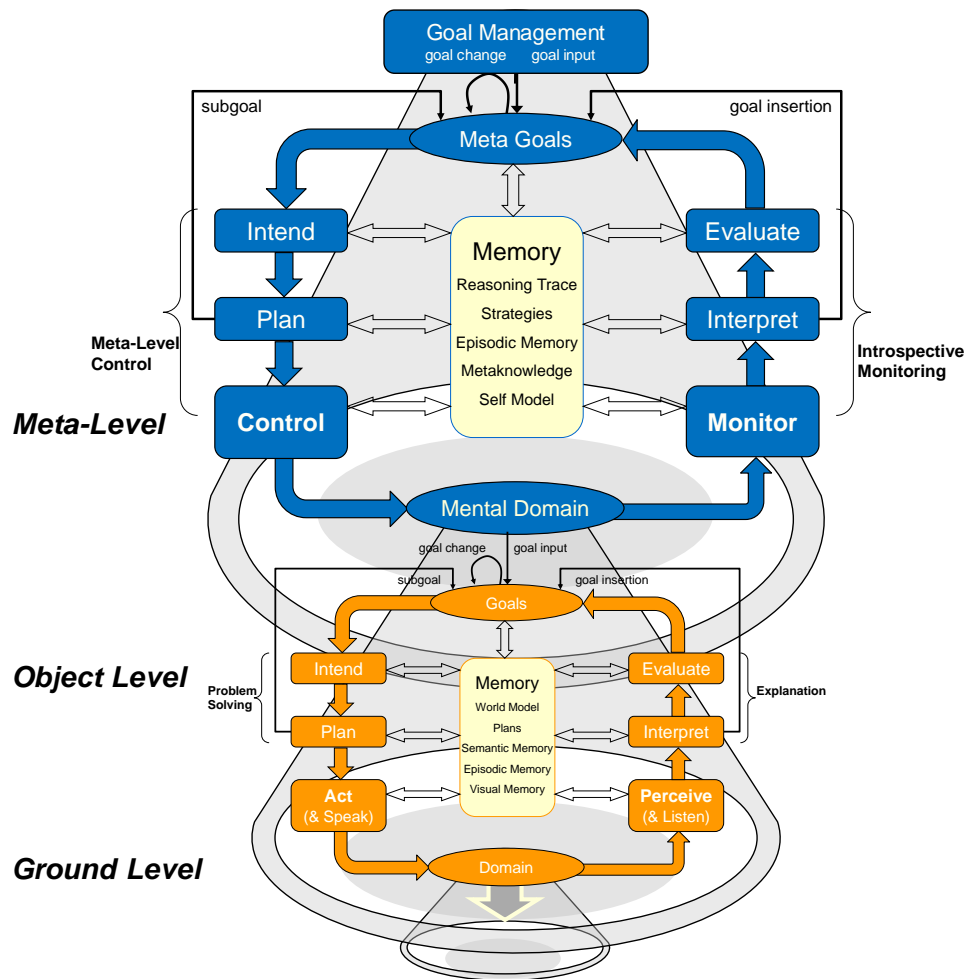 Goal Management
goal change goal input
subgoal
goal insertion
Meta Goals
Intend
Memory
Evaluate
Reasoning Trace
Strategies
Plan
Interpret
Episodic Memory
Meta-Level
Control
Introspective
Monitoring
Metaknowledge
Self Model
Meta-Level
Control
Monitor
Mental Domain
goal change goal input
subgoal
goal insertion
Goals
Object Level
Problem
Solving
Intend
Memory
Evaluate
Explanation
World Model
Plans
Plan
Interpret
Semantic Memory
Episodic Memory
Visual Memory
Act
(& Speak)
Perceive
(& Listen)
Ground Level
Domain